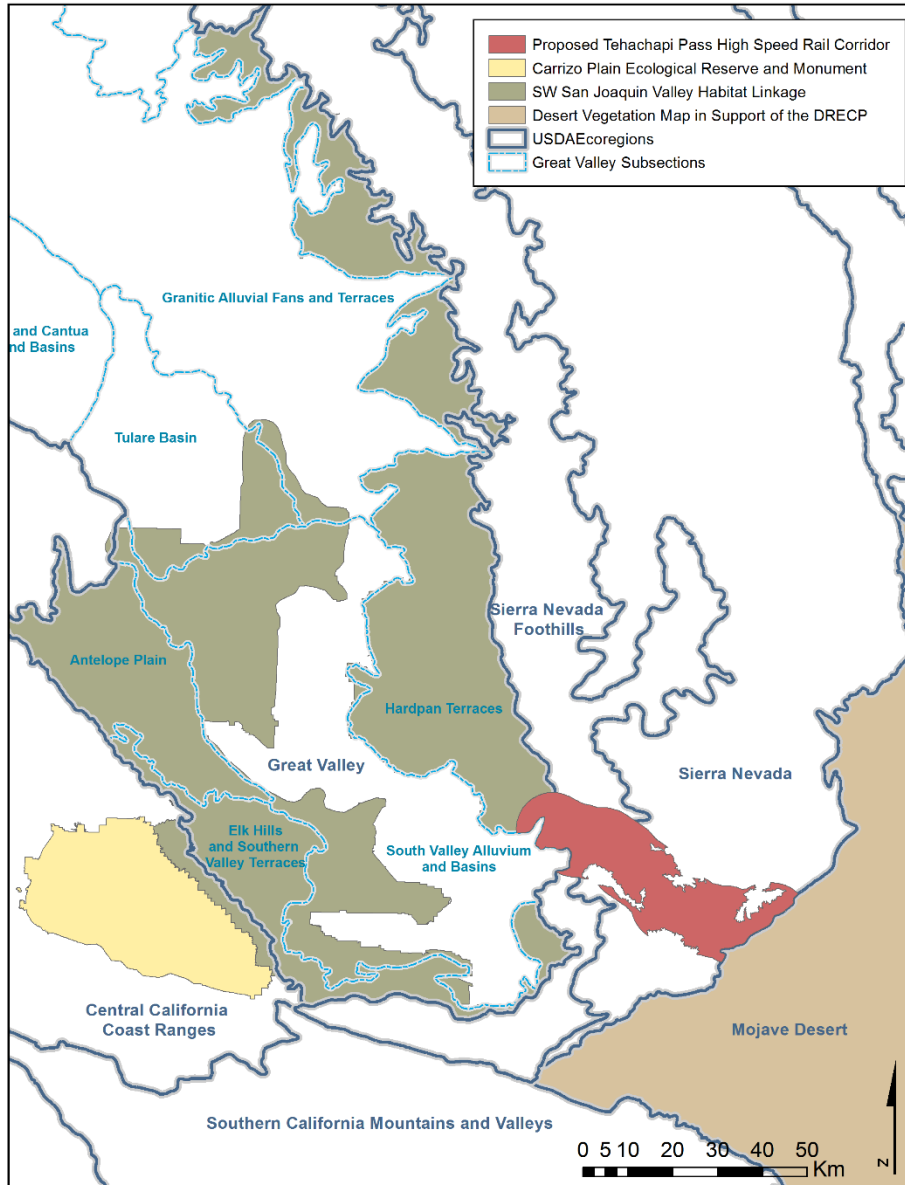 Proposed Tehachapi Pass High Speed Rail Corridor
Carrizo Plain Ecological Reserve and Monument
SW San Joaquin Valley Habitat Linkage
Desert Vegetation Map in Support of the DRECP
USDAEcoregions
Great Valley Subsections
Granitic Alluvial Fans and Terraces
and Cantua
nd Basins
Tulare Basin
Sierra Nevada
Foothills
Antelope Plain
Hardpan Terraces
Great Valley
Sierra Nevada
Elk Hills
and Southern
Valley Terraces
South Valley Alluvium
and Basins
Central California
Coast Ranges
Mojave Desert
Southern California Mountains and Valleys
0 5 10 20 30 40 50
Km
N